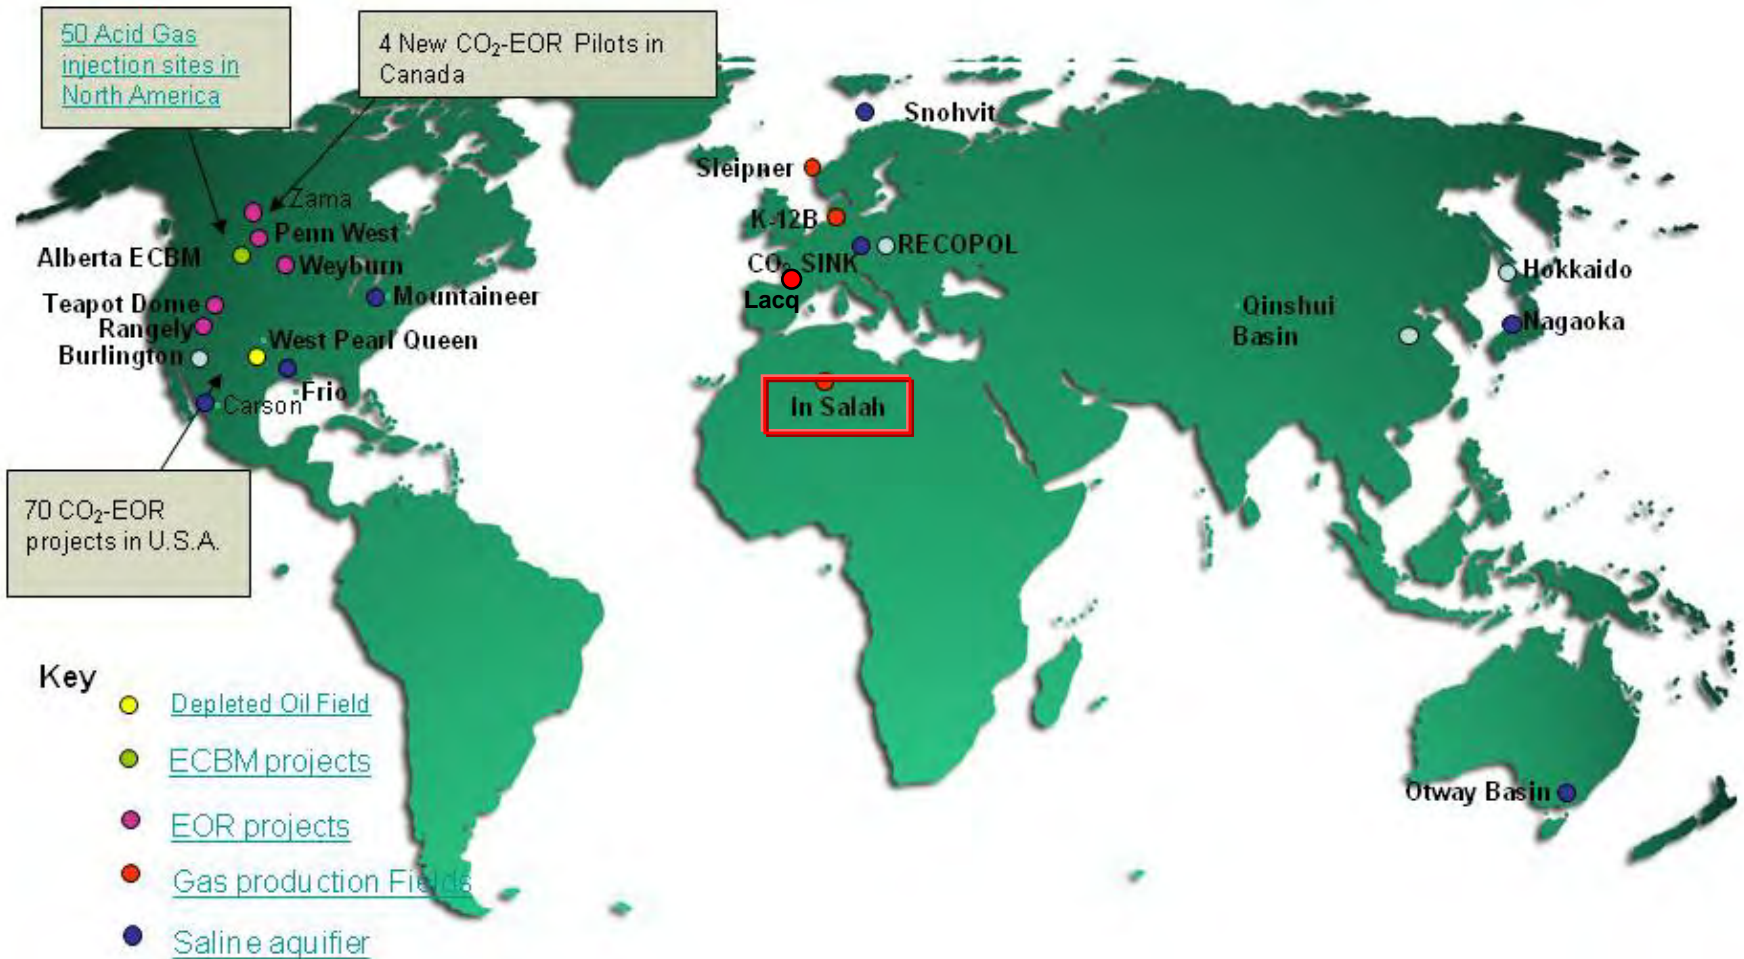 50 Acid Gas
injection sites in
North America
4 New CO₂-EOR Pilots in
Canada
Snohvit
Sleipner
Zama
K-12B
Penn West
RECOPOL
Alberta ECBM
Weyburn
CO₂ SINK
Hokkaido
Lacq
Mountaineer
Teapot Dome
Qinshui
Basin
Rangely
Nagaoka
West Pearl Queen
Burlington
Frio
Carson
In Salah
70 CO₂-EOR
projects in U.S.A.
Key
Depleted Oil Field
ECBM projects
Otway Basin
EOR projects
Gas production Fields
Saline aquifier